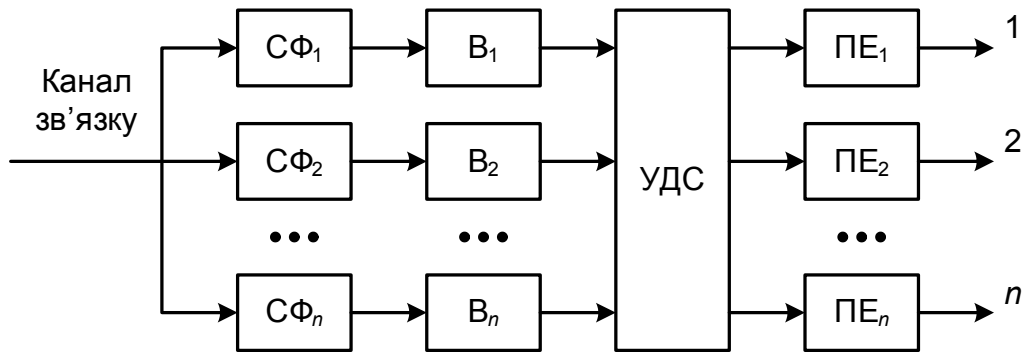 СФ₁ В₁ ПЕ₁ 1
Канал
зв’язку
СФ₂ В₂ УДС ПЕ₂ 2
••• ••• •••
СФₙ Вₙ ПЕₙ n